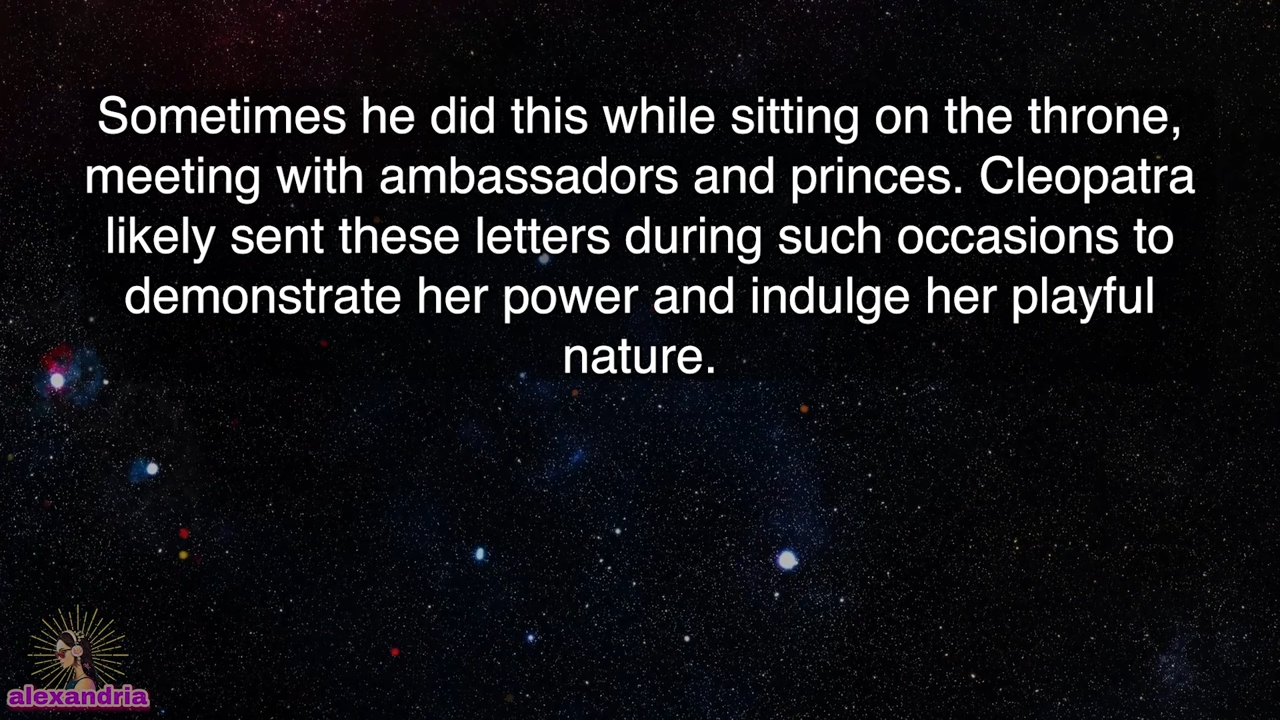 Sometimes he did this while sitting on the throne,
meeting with ambassadors and princes. Cleopatra
likely sent these letters during such occasions to
demonstrate her power and indulge her playful
nature.
alexandria